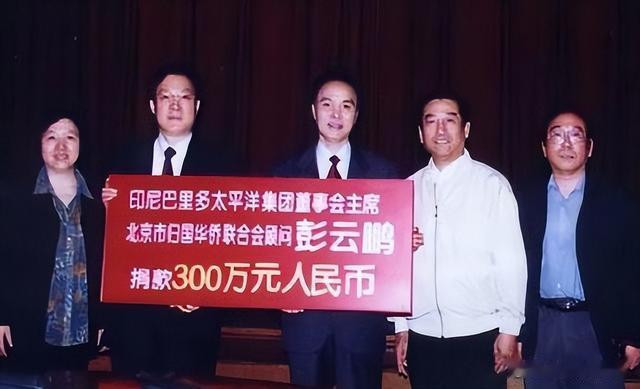 印尼巴里多太平洋集团董事会主席
北京市归国华侨联合会顾问 彭云鹏
捐款300万元人民币